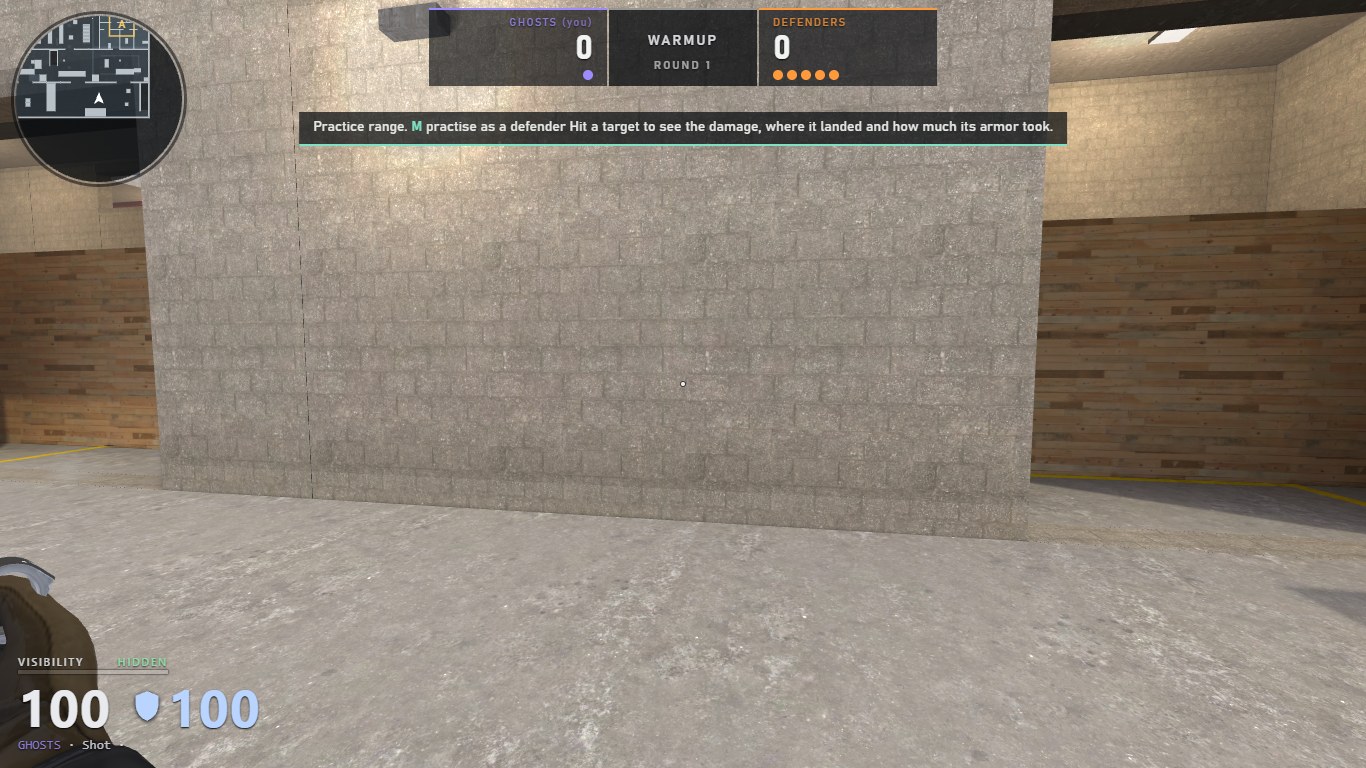 A
GHOSTS (you)
0
WARMUP
ROUND 1
DEFENDERS
0
Practice range. M practise as a defender Hit a target to see the damage, where it landed and how much its armor took.
VISIBILITY HIDDEN
100 100
GHOSTS · Shot ·